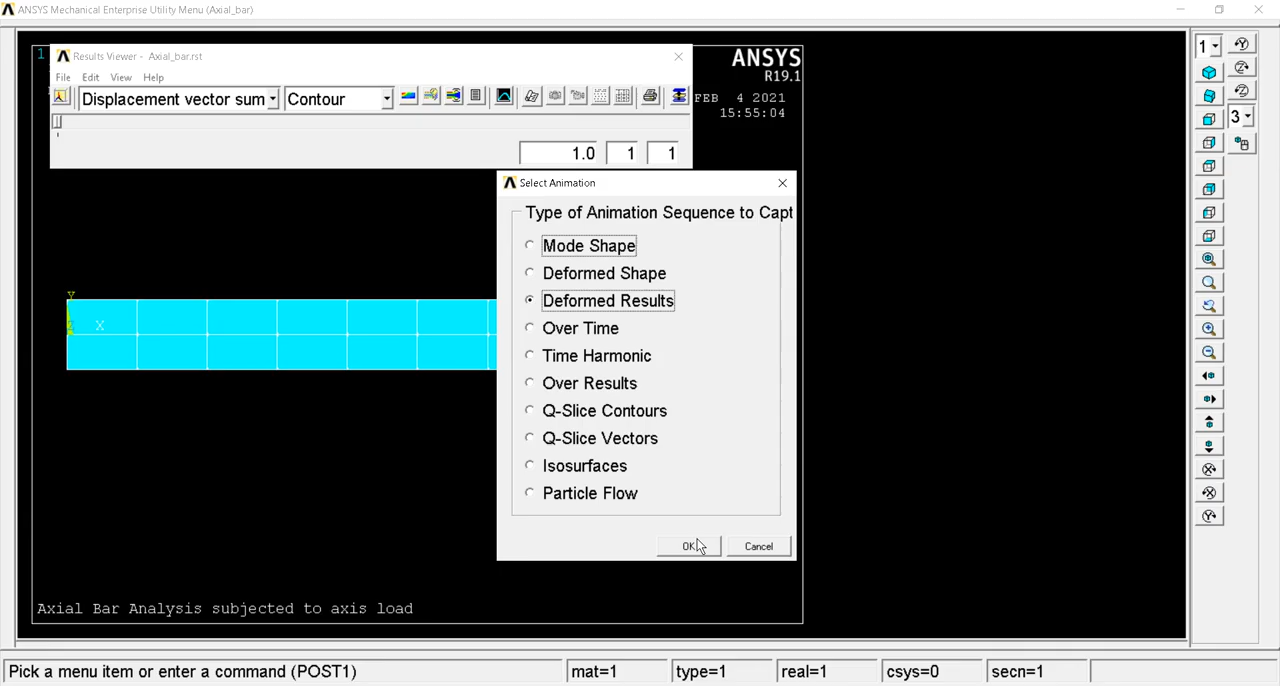 ANSYS Mechanical Enterprise Utility Menu (Axial_bar)
1
Results Viewer - Axial_bar.rst
File Edit View Help
Displacement vector sum Contour
1.0 1 1
ANSYS
R19.1
FEB 4 2021
15:55:04
Select Animation
Type of Animation Sequence to Capt
Mode Shape
Deformed Shape
Deformed Results
Over Time
Time Harmonic
Over Results
Q-Slice Contours
Q-Slice Vectors
Isosurfaces
Particle Flow
OK Cancel
Y
Z X
Axial Bar Analysis subjected to axis load
1
3
Pick a menu item or enter a command (POST1) mat=1 type=1 real=1 csys=0 secn=1